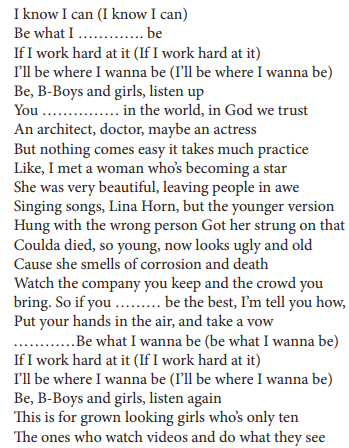 I know I can (I know I can)
Be what I …………. be
If I work hard at it (If I work hard at it)
I'll be where I wanna be (I'll be where I wanna be)
Be, B-Boys and girls, listen up
You …………… in the world, in God we trust
An architect, doctor, maybe an actress
But nothing comes easy it takes much practice
Like, I met a woman who's becoming a star
She was very beautiful, leaving people in awe
Singing songs, Lina Horn, but the younger version
Hung with the wrong person Got her strung on that
Coulda died, so young, now looks ugly and old
Cause she smells of corrosion and death
Watch the company you keep and the crowd you
bring. So if you ……… be the best, I'm tell you how,
Put your hands in the air, and take a vow
…………Be what I wanna be (be what I wanna be)
If I work hard at it (If I work hard at it)
I'll be where I wanna be (I'll be where I wanna be)
Be, B-Boys and girls, listen again
This is for grown looking girls who's only ten
The ones who watch videos and do what they see